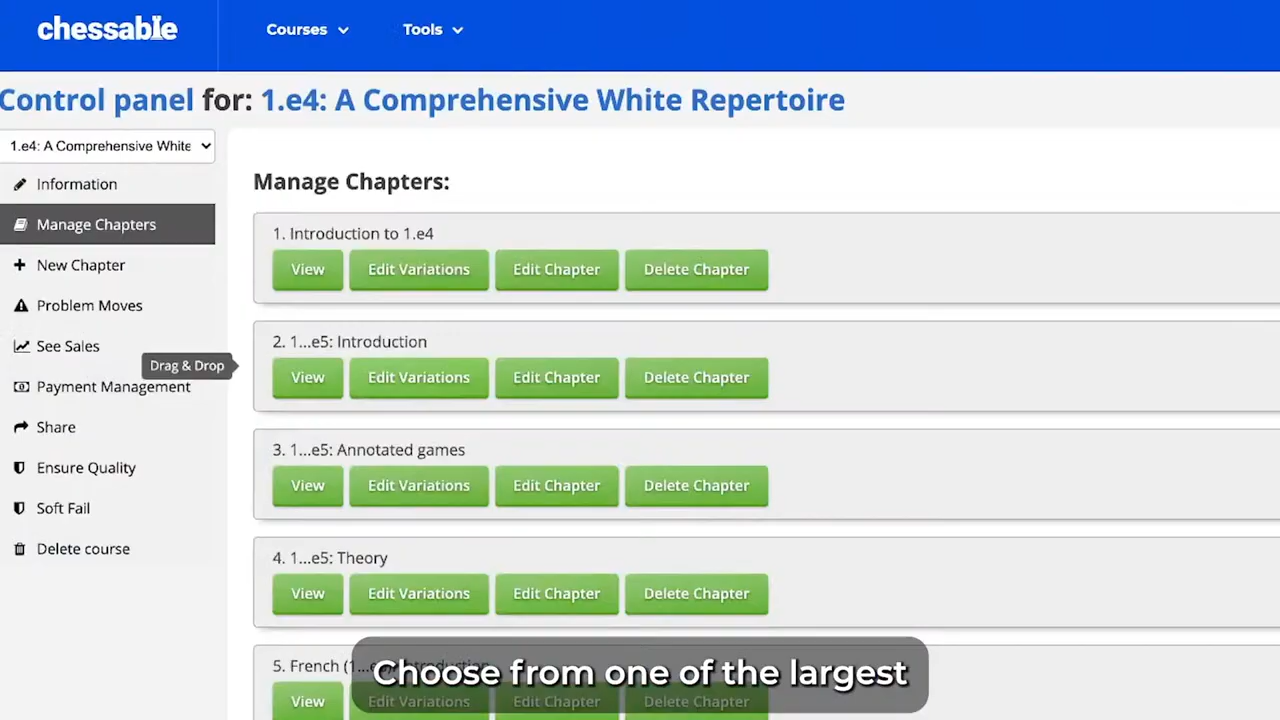 chessable
Courses
Tools
Control panel for: 1.e4: A Comprehensive White Repertoire
1.e4: A Comprehensive White
Information
Manage Chapters
New Chapter
Problem Moves
See Sales
Drag & Drop
Payment Management
Share
Ensure Quality
Soft Fail
Delete course
Manage Chapters:
1. Introduction to 1.e4
View Edit Variations Edit Chapter Delete Chapter
2. 1...e5: Introduction
View Edit Variations Edit Chapter Delete Chapter
3. 1...e5: Annotated games
View Edit Variations Edit Chapter Delete Chapter
4. 1...e5: Theory
View Edit Variations Edit Chapter Delete Chapter
5. French (1...e6): Introduction
View Edit Variations Edit Chapter Delete Chapter
Choose from one of the largest